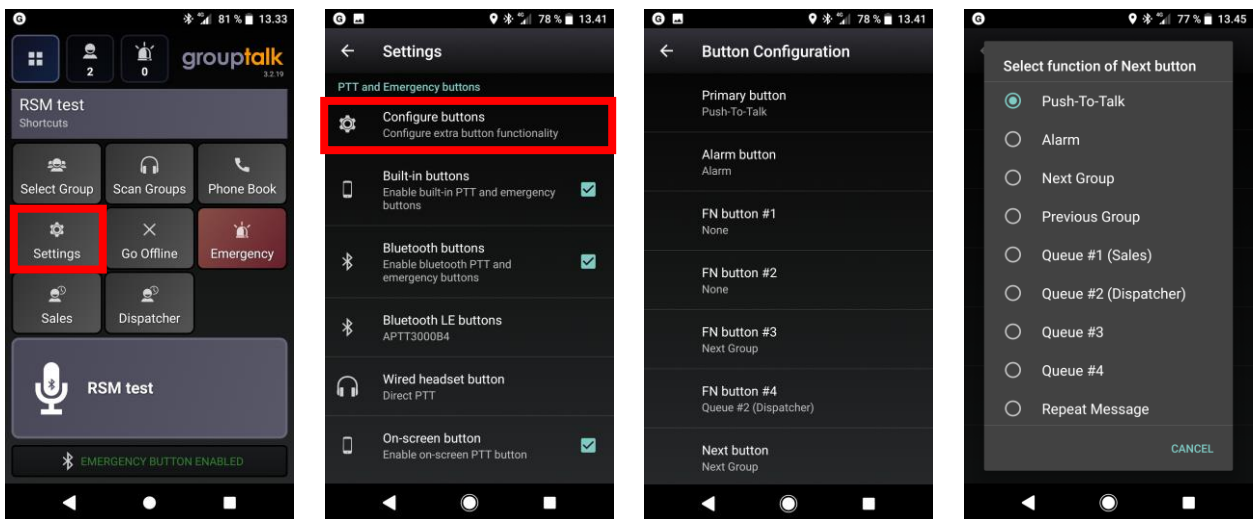 G 4G 81 % 13.33
2 0 grouptalk
3.2.19
RSM test
Shortcuts
Select Group Scan Groups Phone Book
Settings Go Offline Emergency
Sales Dispatcher
RSM test
EMERGENCY BUTTON ENABLED
G 4G 78 % 13.41
Settings
PTT and Emergency buttons
Configure buttons
Configure extra button functionality
Built-in buttons
Enable built-in PTT and emergency
buttons
Bluetooth buttons
Enable bluetooth PTT and
emergency buttons
Bluetooth LE buttons
APTT3000B4
Wired headset button
Direct PTT
On-screen button
Enable on-screen PTT button
G 4G 78 % 13.41
Button Configuration
Primary button
Push-To-Talk
Alarm button
Alarm
FN button #1
None
FN button #2
None
FN button #3
Next Group
FN button #4
Queue #2 (Dispatcher)
Next button
Next Group
G 4G 77 % 13.45
Select function of Next button
Push-To-Talk
Alarm
Next Group
Previous Group
Queue #1 (Sales)
Queue #2 (Dispatcher)
Queue #3
Queue #4
Repeat Message
CANCEL